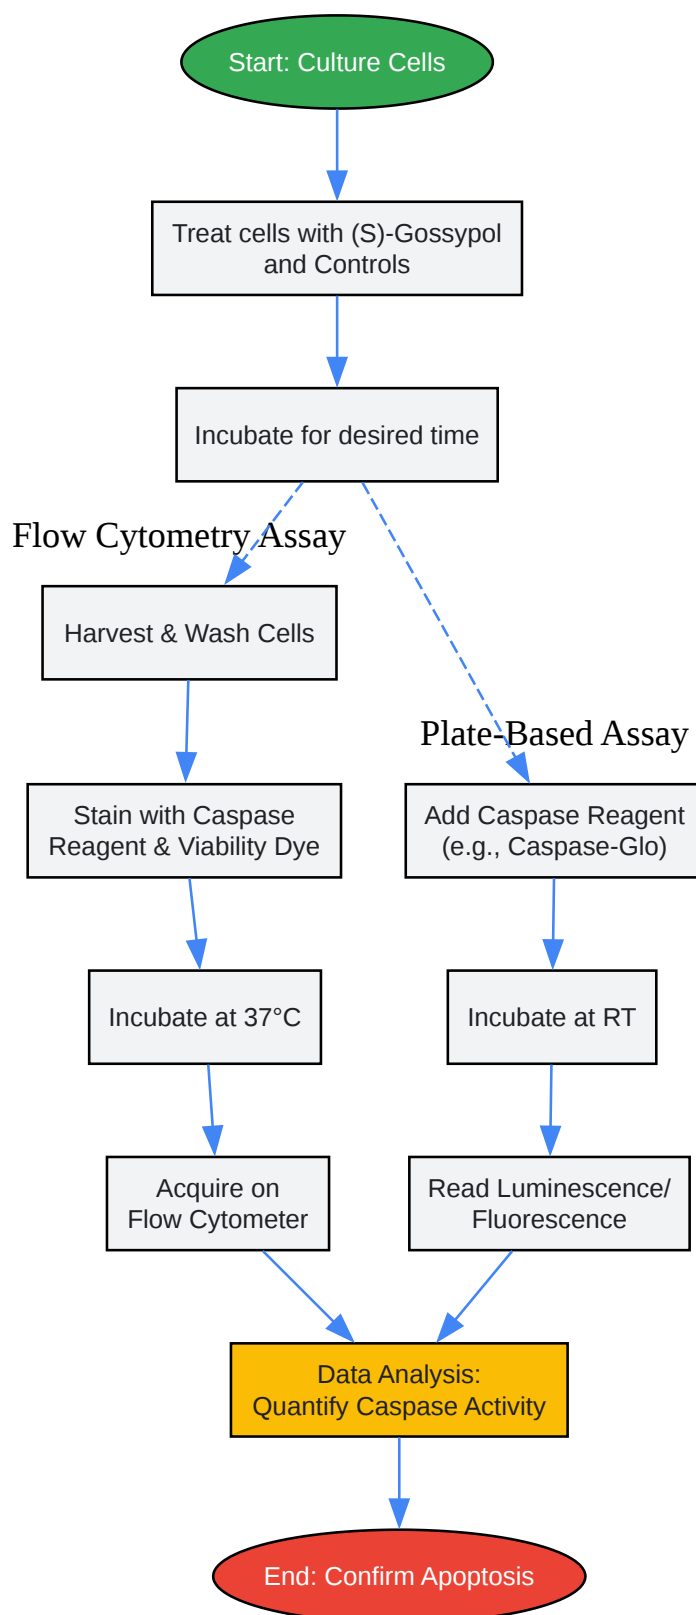 Start: Culture Cells
Treat cells with (S)-Gossypol
and Controls
Incubate for desired time
Flow Cytometry Assay
Harvest & Wash Cells
Plate-Based Assay
Stain with Caspase
Reagent & Viability Dye
Add Caspase Reagent
(e.g., Caspase-Glo)
Incubate at 37°C
Incubate at RT
Acquire on
Flow Cytometer
Read Luminescence/
Fluorescence
Data Analysis:
Quantify Caspase Activity
End: Confirm Apoptosis